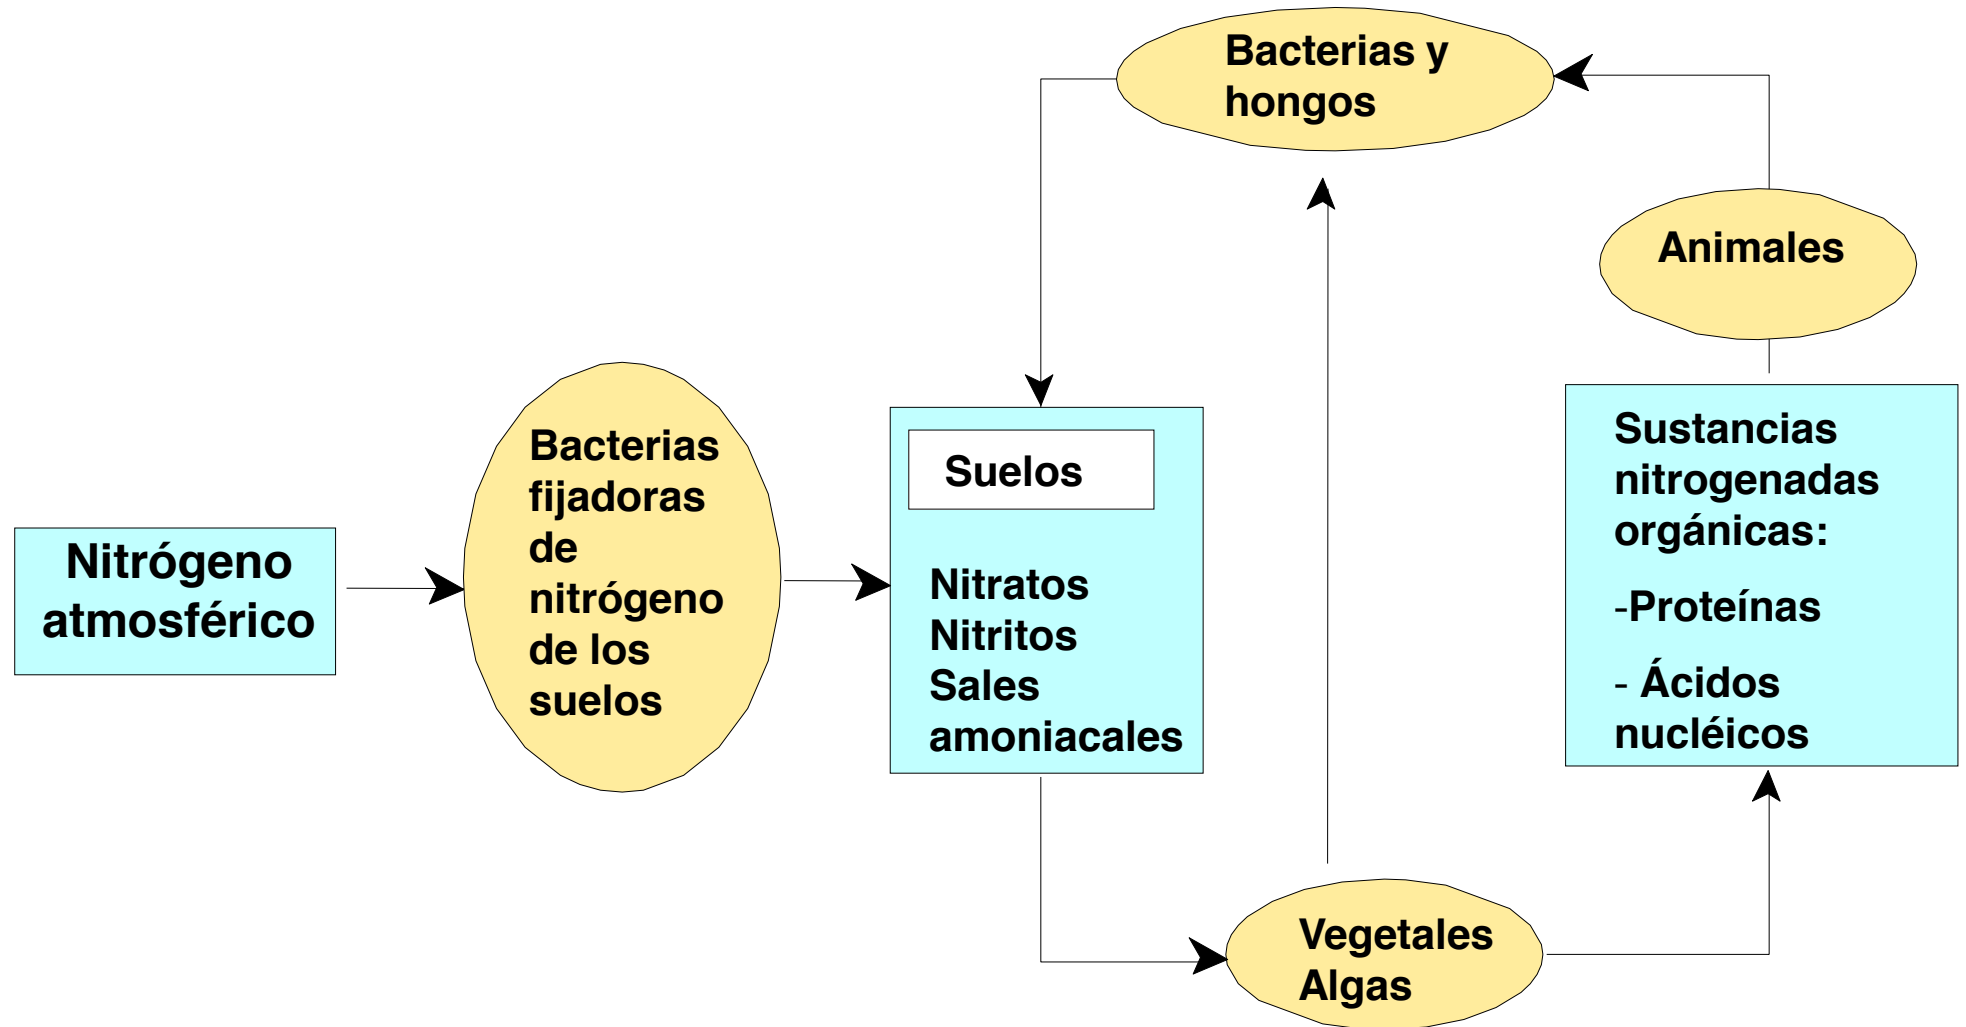 Bacterias y
hongos
Animales
Bacterias
fijadoras
de
nitrógeno
de los
suelos
Nitrógeno
atmosférico
Suelos
Nitratos
Nitritos
Sales
amoniacales
Sustancias
nitrogenadas
orgánicas:
-Proteínas
- Ácidos
nucléicos
Vegetales
Algas